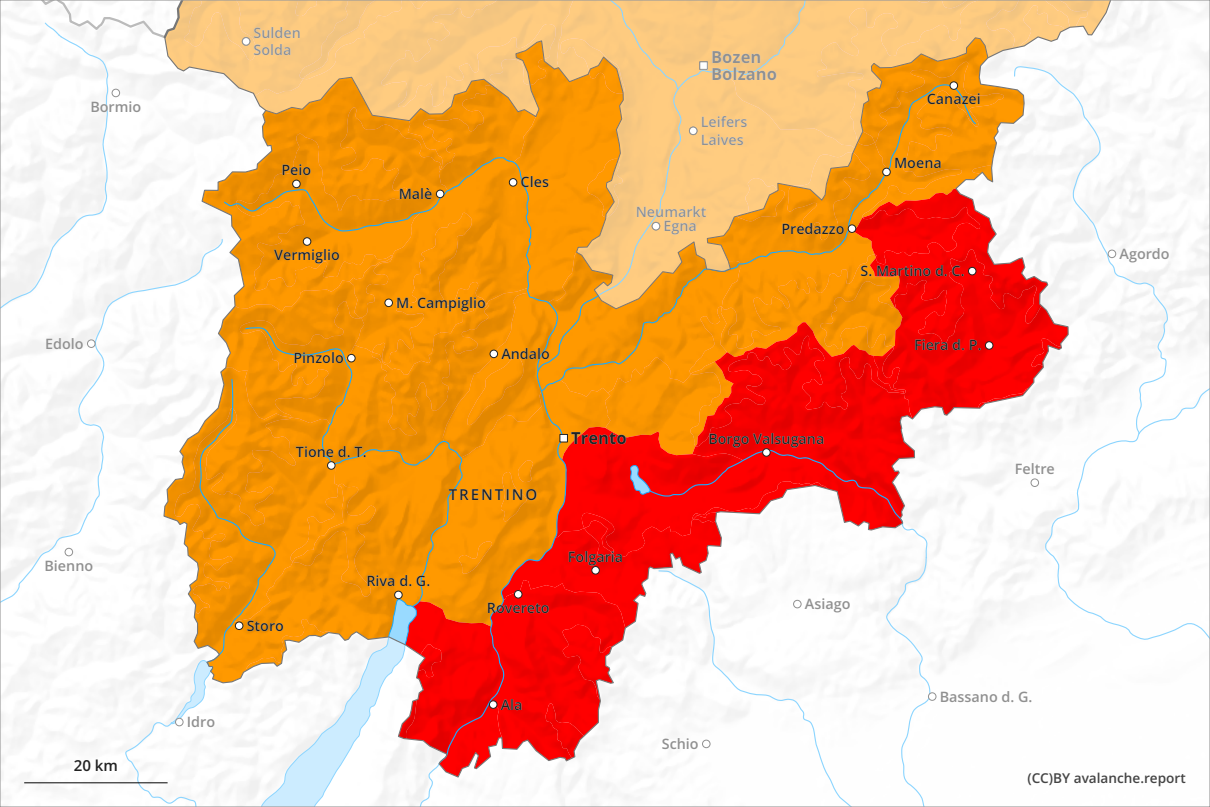 Sulden
Solda
Bozen
Bolzano
Bormio
Canazei
Leifers
Laives
Moena
Peio
Malè
Cles
Neumarkt
Egna
Predazzo
Vermiglio
Agordo
S. Martino d. C.
M. Campiglio
Edolo
Pinzolo
Andalo
Fiera d. P.
Trento
Borgo Valsugana
Tione d. T.
Feltre
TRENTINO
Bienno
Folgaria
Riva d. G.
Rovereto
Asiago
Storo
Bassano d. G.
Ala
Idro
Schio
20 km
(CC)BY avalanche.report